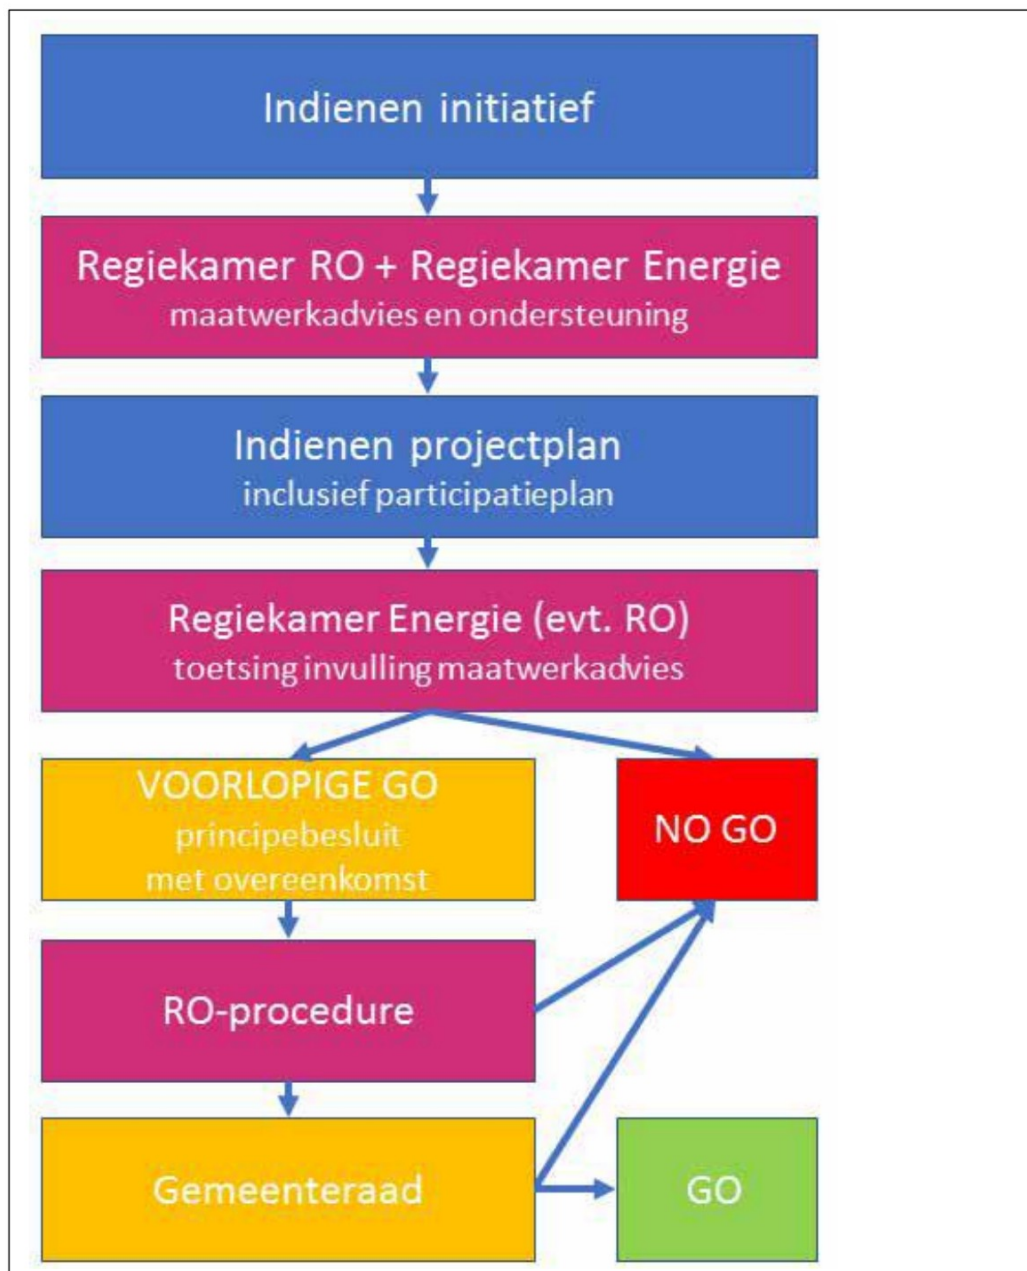 Indienen initiatief
Regiekamer RO + Regiekamer Energie
maatwerkadvies en ondersteuning
Indienen projectplan
inclusief participatieplan
Regiekamer Energie (evt. RO)
toetsing invulling maatwerkadvies
VOORLOPIGE GO
principebesluit
met overeenkomst
NO GO
RO-procedure
Gemeenteraad
GO